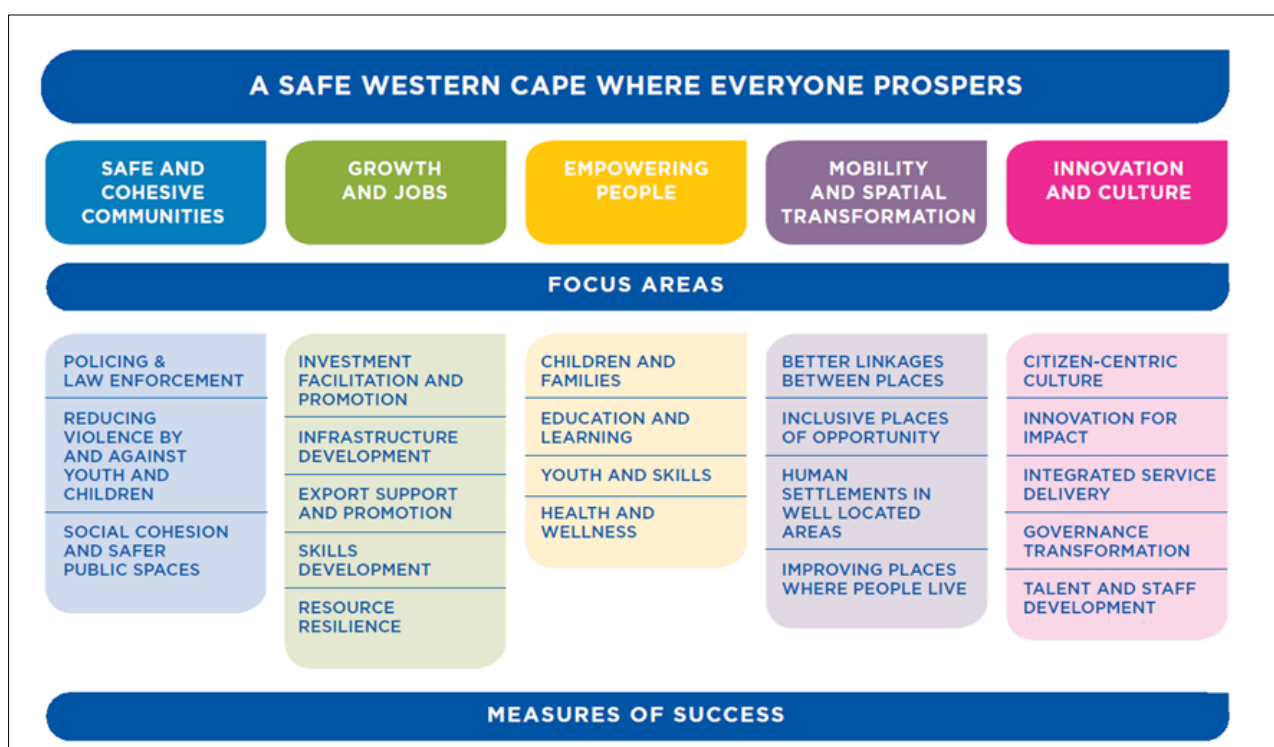 A SAFE WESTERN CAPE WHERE EVERYONE PROSPERS
SAFE AND
COHESIVE
COMMUNITIES
GROWTH
AND JOBS
EMPOWERING
PEOPLE
MOBILITY
AND SPATIAL
TRANSFORMATION
INNOVATION
AND CULTURE
FOCUS AREAS
POLICING &
LAW ENFORCEMENT
REDUCING
VIOLENCE BY
AND AGAINST
YOUTH AND
CHILDREN
SOCIAL COHESION
AND SAFER
PUBLIC SPACES
INVESTMENT
FACILITATION AND
PROMOTION
INFRASTRUCTURE
DEVELOPMENT
EXPORT SUPPORT
AND PROMOTION
SKILLS
DEVELOPMENT
RESOURCE
RESILIENCE
CHILDREN AND
FAMILIES
EDUCATION AND
LEARNING
YOUTH AND SKILLS
HEALTH AND
WELLNESS
BETTER LINKAGES
BETWEEN PLACES
INCLUSIVE PLACES
OF OPPORTUNITY
HUMAN
SETTLEMENTS IN
WELL LOCATED
AREAS
IMPROVING PLACES
WHERE PEOPLE LIVE
CITIZEN-CENTRIC
CULTURE
INNOVATION FOR
IMPACT
INTEGRATED SERVICE
DELIVERY
GOVERNANCE
TRANSFORMATION
TALENT AND STAFF
DEVELOPMENT
MEASURES OF SUCCESS